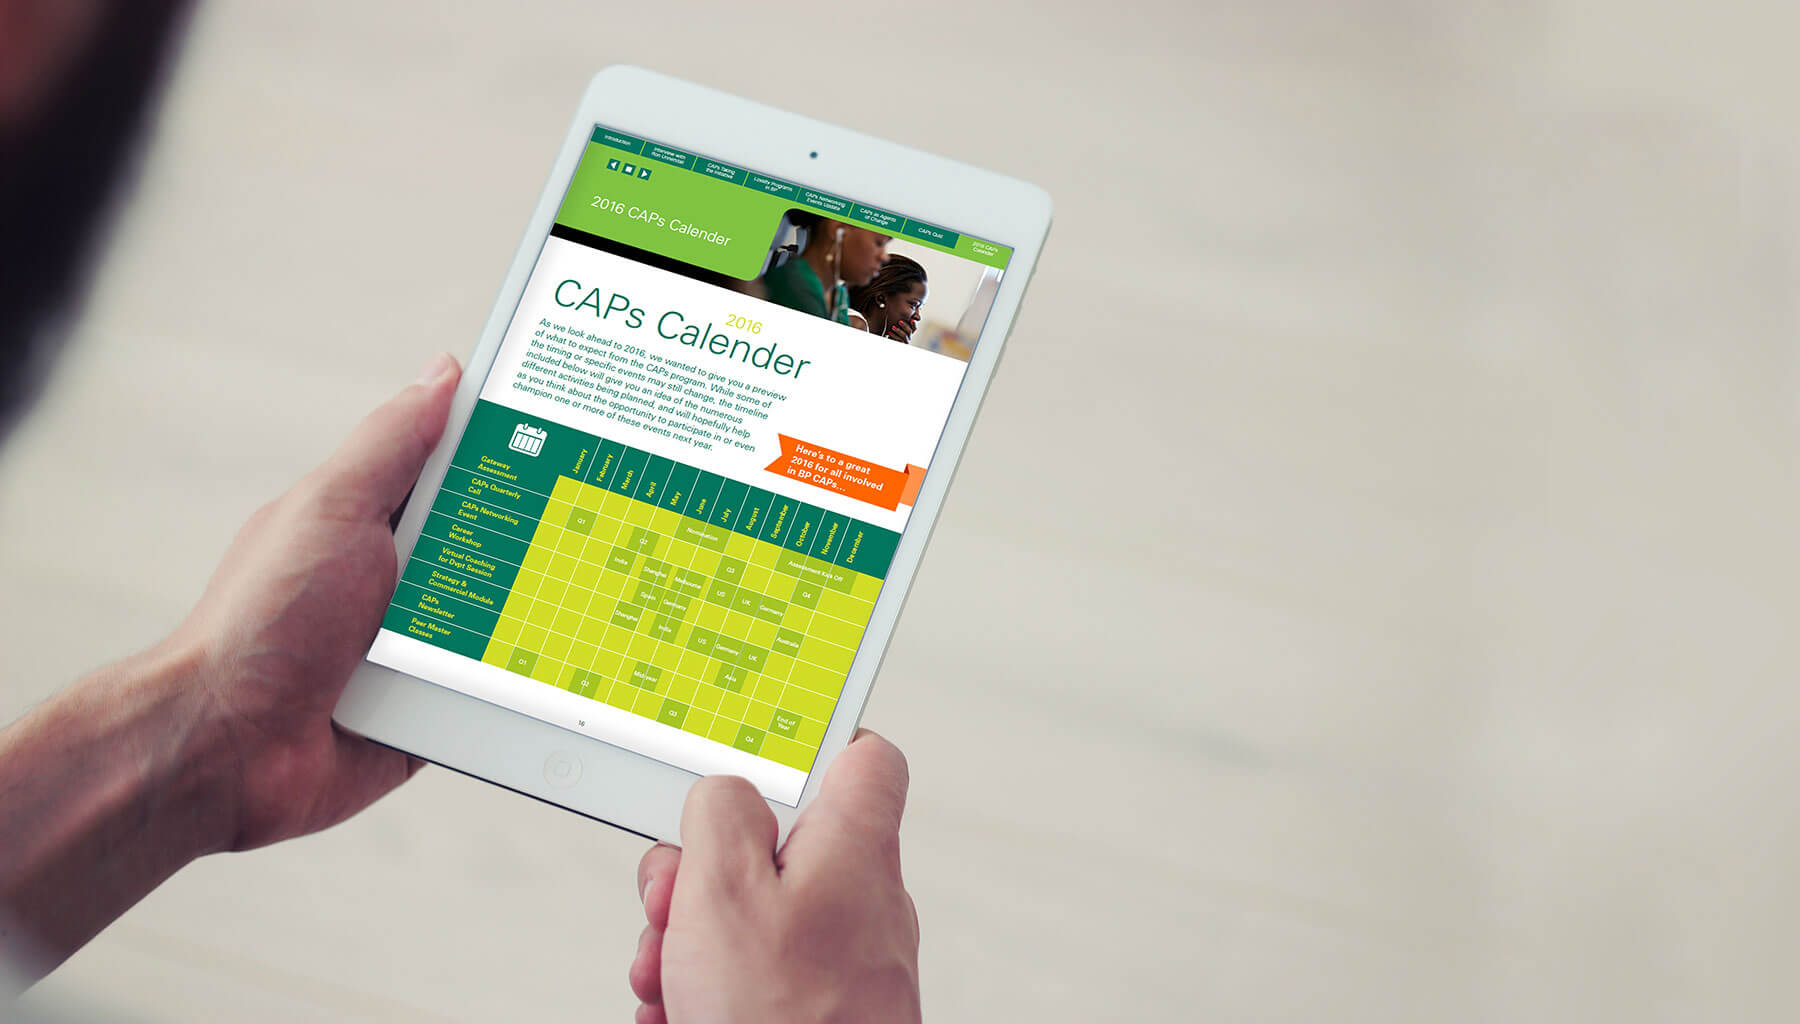 Introduction
Interview with
CAPs Taking
the Initiative
Loyalty Programs
in BP
CAPs Networking
Events Update
CAPs as Agents
of Change
CAPs Quiz
2016 CAPs
Calender
2016 CAPs Calender
2016
CAPs Calender
As we look ahead to 2016, we wanted to give you a preview
of what to expect from the CAPs program. While some of
the timing or specific events may still change, the timeline
included below will give you an idea of the numerous
different activities being planned, and will hopefully help
as you think about the opportunity to participate in or even
champion one or more of these events next year.
Here's to a great
2016 for all involved
in BP CAPs...
January
February
March
April
May
June
July
August
September
October
November
December
Gateway
Assessment
Nomination
Assessment Kick Off
CAPs Quarterly
Call
Q1
Q2
Q3
Q4
CAPs Networking
Event
India
Shanghai
Melbourne
US
UK
Germany
Career
Workshop
Spain
Germany
Australia
Virtual Coaching
for Dvpt Session
Shanghai
India
US
Germany
UK
Strategy &
Commercial Module
Asia
CAPs
Newsletter
Mid year
End of
Year
Peer Master
Classes
Q1
Q2
Q3
Q4
16